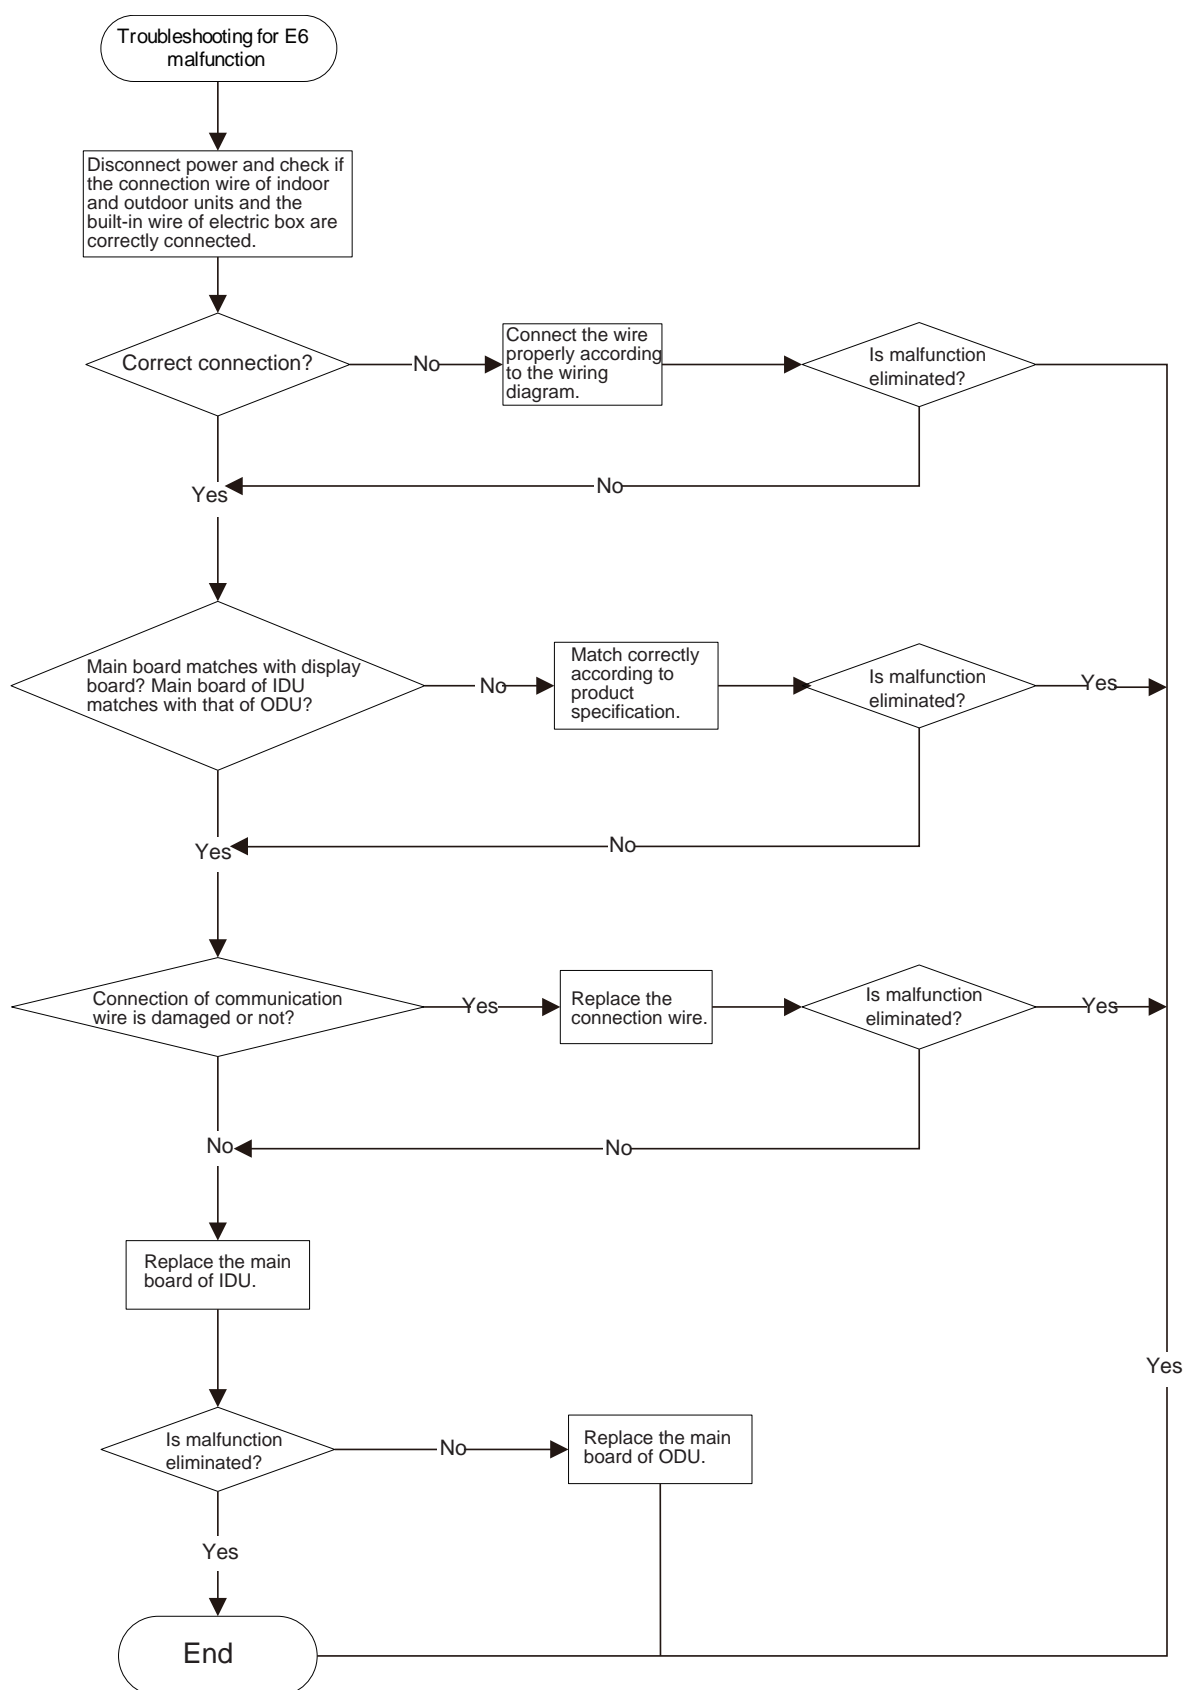 Troubleshooting for E6
malfunction
Disconnect power and check if
the connection wire of indoor
and outdoor units and the
built-in wire of electric box are
correctly connected.
Correct connection?
No
Connect the wire
properly according
to the wiring
diagram.
Is malfunction
eliminated?
No
Yes
Main board matches with display
board? Main board of IDU
matches with that of ODU?
No
Match correctly
according to
product
specification.
Is malfunction
eliminated?
Yes
No
Yes
Connection of communication
wire is damaged or not?
Yes
Replace the
connection wire.
Is malfunction
eliminated?
Yes
No
No
Replace the main
board of IDU.
Yes
Is malfunction
eliminated?
No
Replace the main
board of ODU.
Yes
End